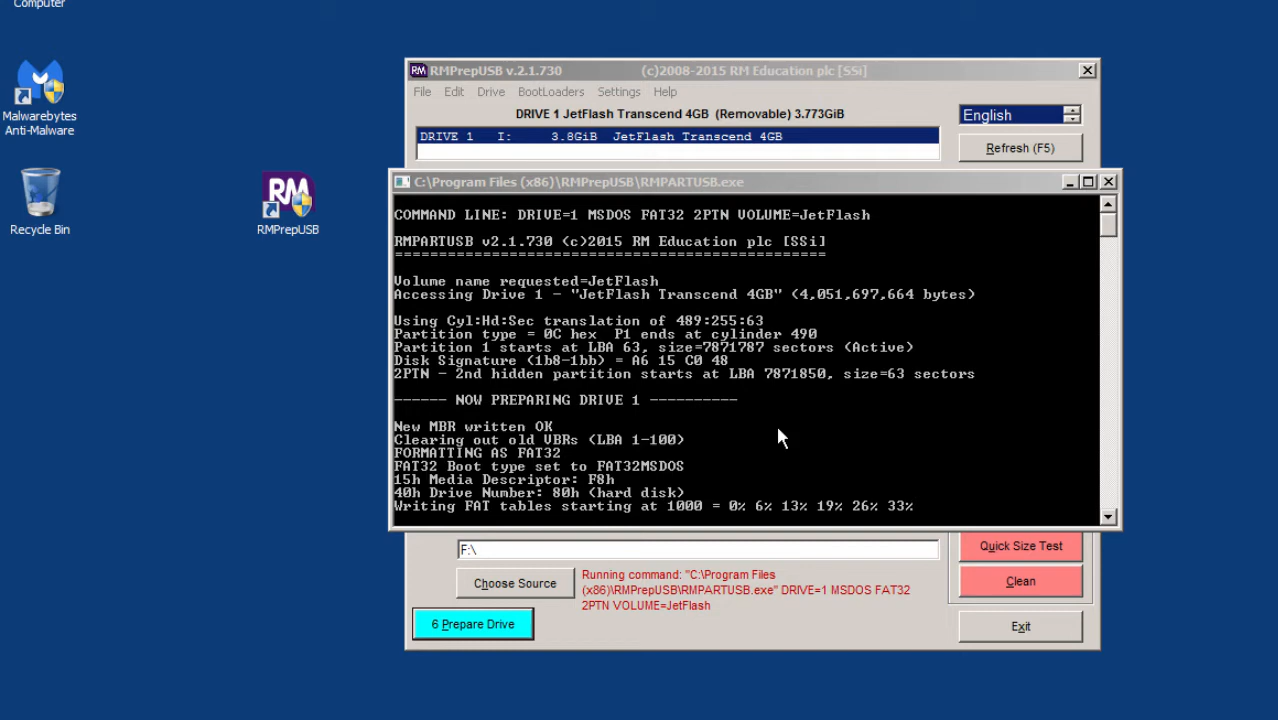 Computer
Malwarebytes
Anti-Malware
Recycle Bin
RM
RMPrepUSB
RM RMPrepUSB v.2.1.730 (c)2008-2015 RM Education plc [SSi]
File Edit Drive BootLoaders Settings Help
DRIVE 1 JetFlash Transcend 4GB (Removable) 3.773GiB
English
DRIVE 1 I: 3.8GiB JetFlash Transcend 4GB
Refresh (F5)
C:\Program Files (x86)\RMPrepUSB\RMPARTUSB.exe
COMMAND LINE: DRIVE=1 MSDOS FAT32 2PTN VOLUME=JetFlash
RMPARTUSB v2.1.730 (c)2015 RM Education plc [SSi]
=================================================
Volume name requested=JetFlash
Accessing Drive 1 - "JetFlash Transcend 4GB" (4,051,697,664 bytes)
Using Cyl:Hd:Sec translation of 489:255:63
Partition type = 0C hex P1 ends at cylinder 490
Partition 1 starts at LBA 63, size=7871787 sectors (Active)
Disk Signature (1b8-1bb) = A6 15 C0 48
2PTN - 2nd hidden partition starts at LBA 7871850, size=63 sectors
------ NOW PREPARING DRIVE 1 ----------
New MBR written OK
Clearing out old VBRs (LBA 1-100)
FORMATTING AS FAT32
FAT32 Boot type set to FAT32MSDOS
15h Media Descriptor: F8h
40h Drive Number: 80h (hard disk)
Writing FAT tables starting at 1000 = 0% 6% 13% 19% 26% 33%
F:\
Quick Size Test
Choose Source
Running command: "C:\Program Files
(x86)\RMPrepUSB\RMPARTUSB.exe" DRIVE=1 MSDOS FAT32
2PTN VOLUME=JetFlash
Clean
6 Prepare Drive
Exit